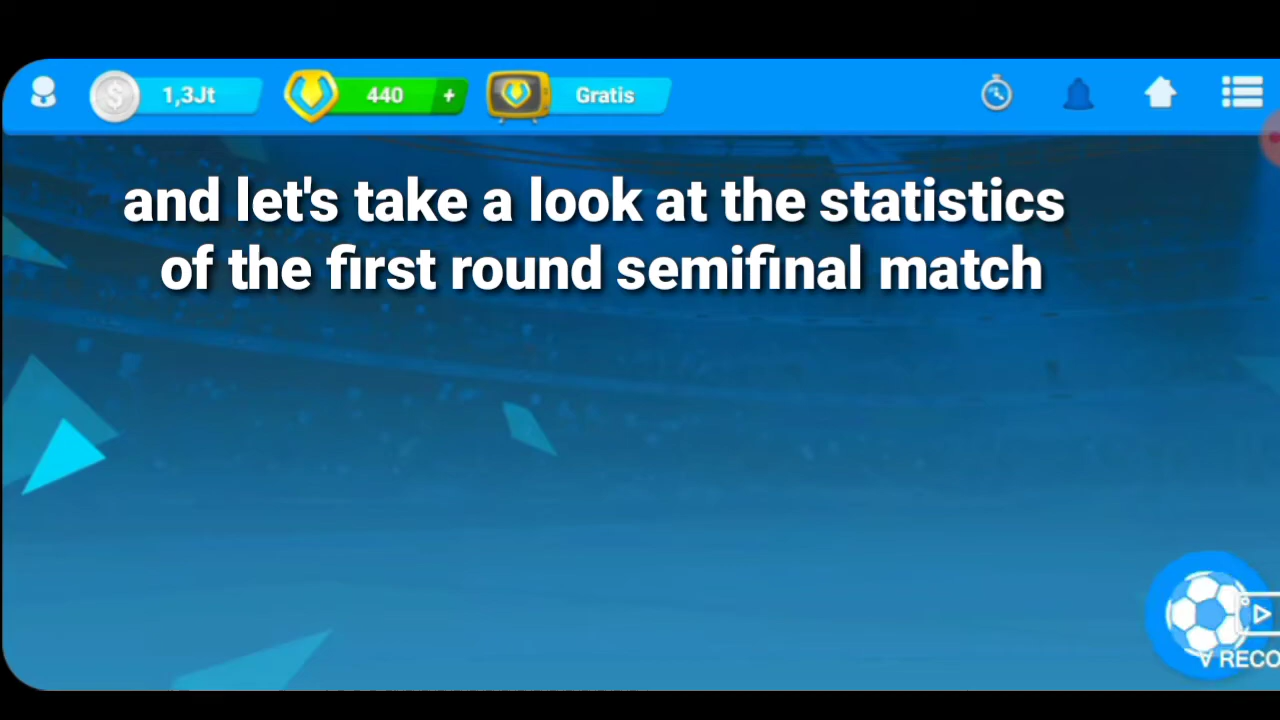 1,3Jt
440 +
Gratis
and let's take a look at the statistics
of the first round semifinal match
RECO